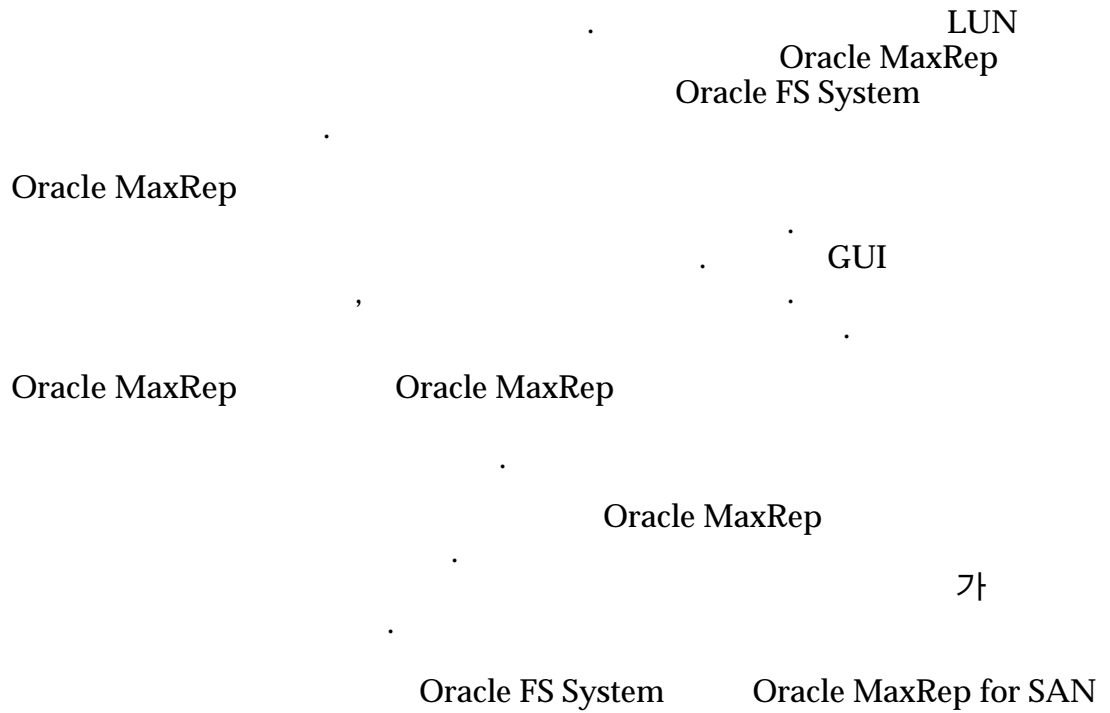 . LUN
Oracle MaxRep
Oracle FS System
.
Oracle MaxRep
.
. GUI
, .
.
Oracle MaxRep Oracle MaxRep
.
Oracle MaxRep
.
가
.
Oracle FS System Oracle MaxRep for SAN